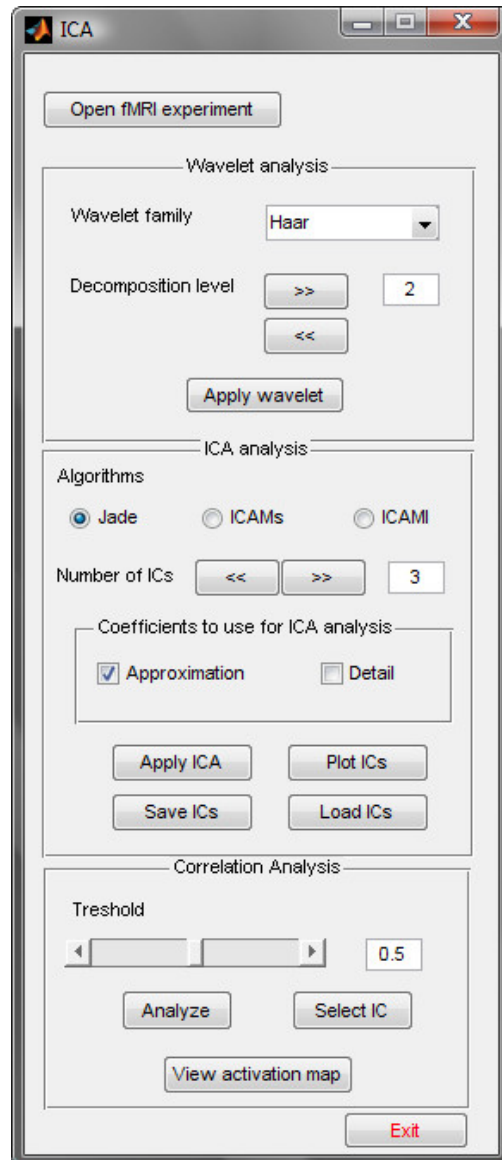 ICA
Open fMRI experiment
Wavelet analysis
Wavelet family Haar
Decomposition level >> 2
<<
Apply wavelet
ICA analysis
Algorithms
Jade ICAMs ICAMI
Number of ICs << >> 3
Coefficients to use for ICA analysis
Approximation Detail
Apply ICA Plot ICs
Save ICs Load ICs
Correlation Analysis
Treshold
0.5
Analyze Select IC
View activation map
Exit